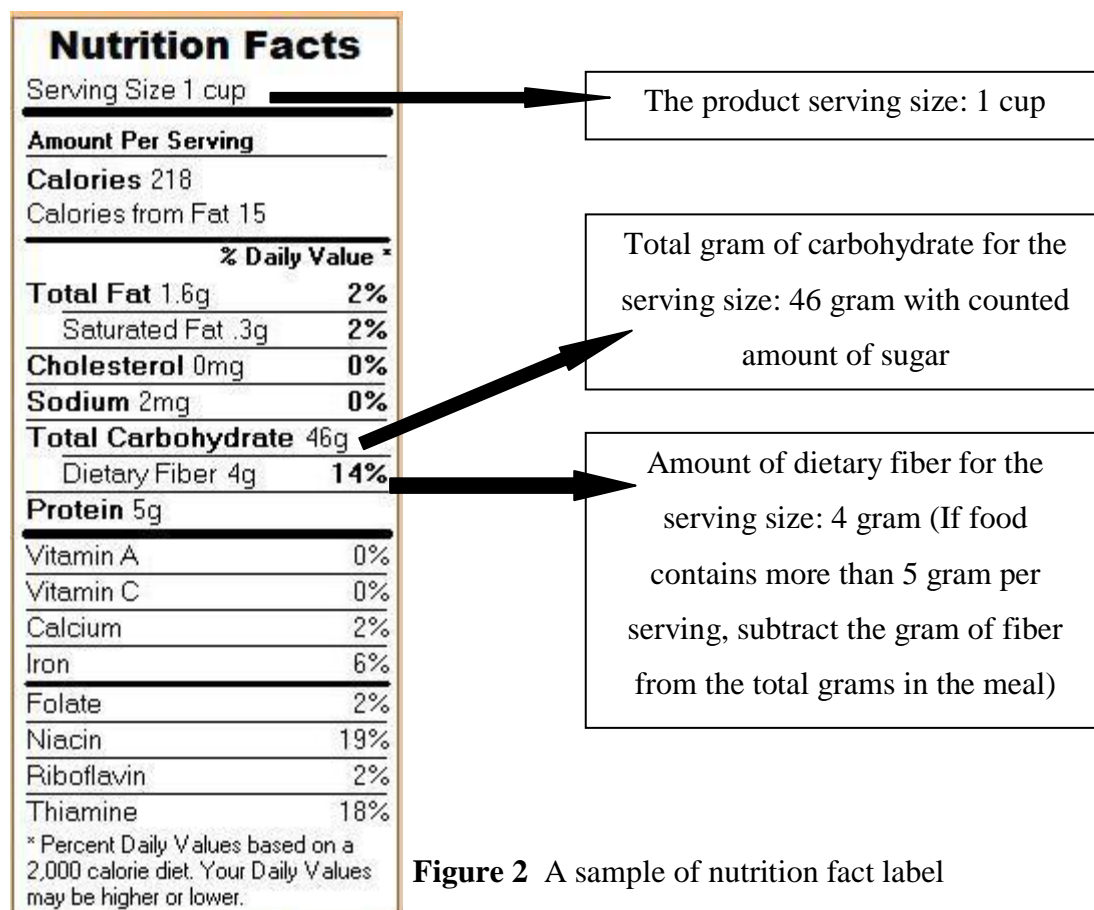 Nutrition Facts
Serving Size 1 cup
Amount Per Serving
Calories 218
Calories from Fat 15
% Daily Value *
Total Fat 1.6g 2%
Saturated Fat .3g 2%
Cholesterol 0mg 0%
Sodium 2mg 0%
Total Carbohydrate 46g
Dietary Fiber 4g 14%
Protein 5g
Vitamin A 0%
Vitamin C 0%
Calcium 2%
Iron 6%
Folate 2%
Niacin 19%
Riboflavin 2%
Thiamine 18%
* Percent Daily Values based on a
2,000 calorie diet. Your Daily Values
may be higher or lower.
The product serving size: 1 cup
Total gram of carbohydrate for the
serving size: 46 gram with counted
amount of sugar
Amount of dietary fiber for the
serving size: 4 gram (If food
contains more than 5 gram per
serving, subtract the gram of fiber
from the total grams in the meal)
Figure 2 A sample of nutrition fact label